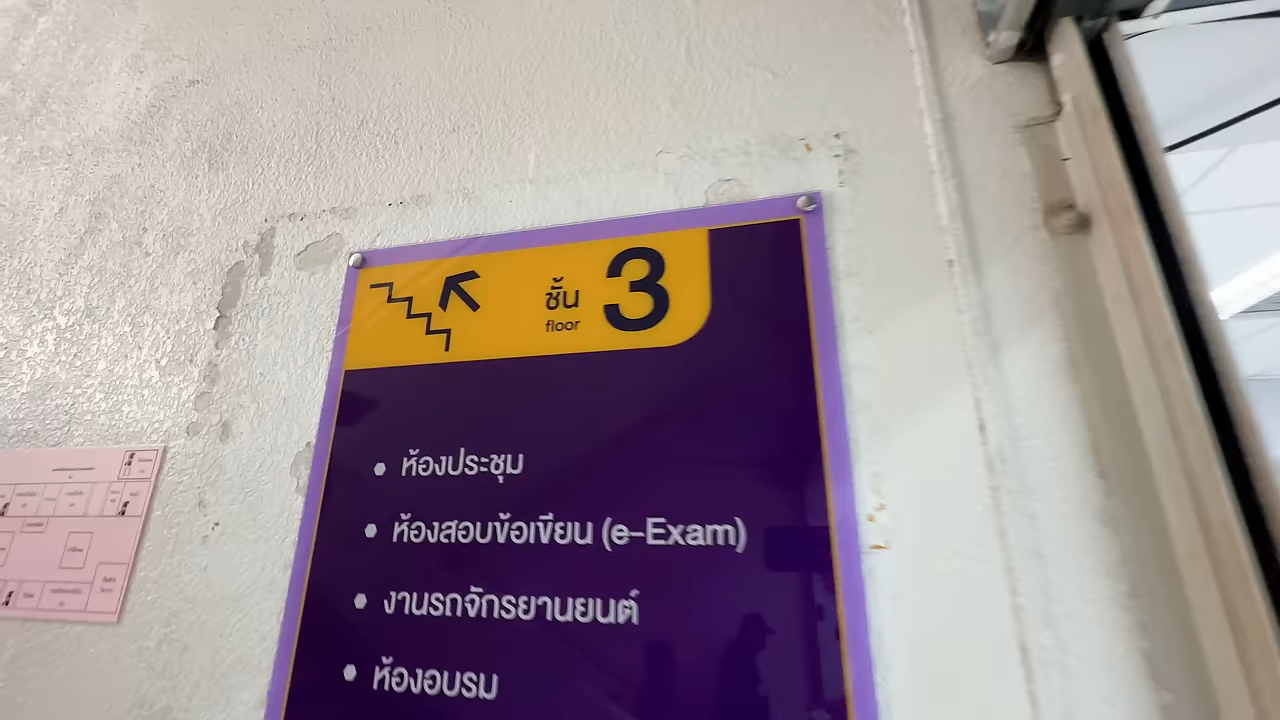 ชั้น 3
floor
ห้องประชุม
ห้องสอบข้อเขียน (e-Exam)
งานรถจักรยานยนต์
ห้องอบรม